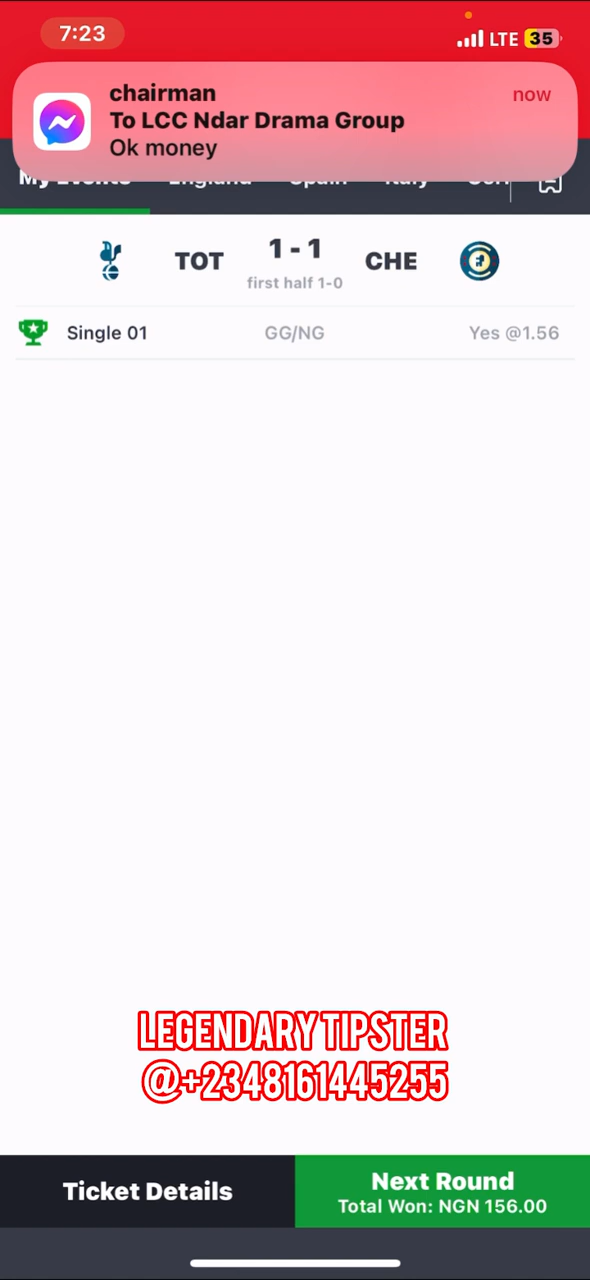 7:23
LTE 35
chairman
now
To LCC Ndar Drama Group
Ok money
My Events England Spain Italy
TOT
1 - 1
CHE
first half 1-0
Single 01
GG/NG
Yes @1.56
LEGENDARY TIPSTER
@+2348161445255
Ticket Details
Next Round
Total Won: NGN 156.00